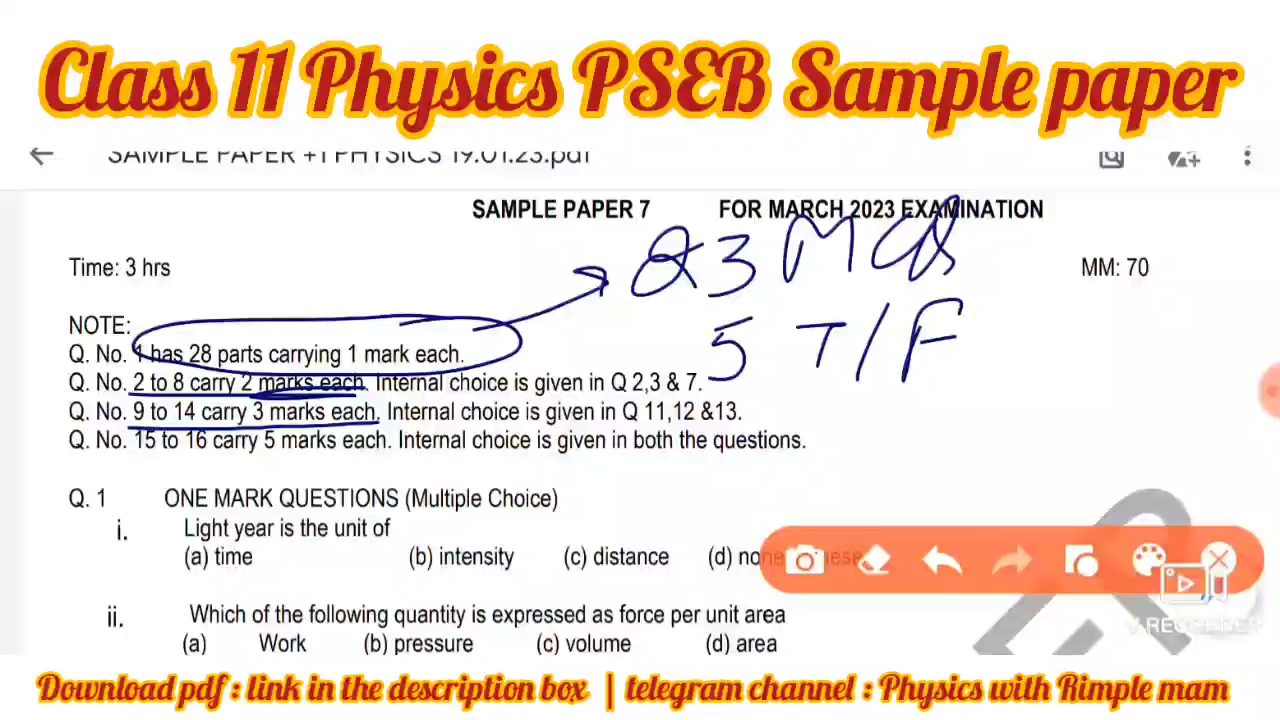 Class 11 Physics PSEB Sample paper
SAMPLE PAPER +1 PHYSICS 19.01.23.pdf
SAMPLE PAPER 7 FOR MARCH 2023 EXAMINATION
Time: 3 hrs MM: 70
3 MCQs
5 T/F
NOTE:
Q. No. 1 has 28 parts carrying 1 mark each.
Q. No. 2 to 8 carry 2 marks each. Internal choice is given in Q 2,3 & 7.
Q. No. 9 to 14 carry 3 marks each. Internal choice is given in Q 11,12 &13.
Q. No. 15 to 16 carry 5 marks each. Internal choice is given in both the questions.
Q. 1 ONE MARK QUESTIONS (Multiple Choice)
i. Light year is the unit of
(a) time (b) intensity (c) distance (d)
ii. Which of the following quantity is expressed as force per unit area
(a) Work (b) pressure (c) volume (d) area
Download pdf : link in the description box | telegram channel : Physics with Rimple mam